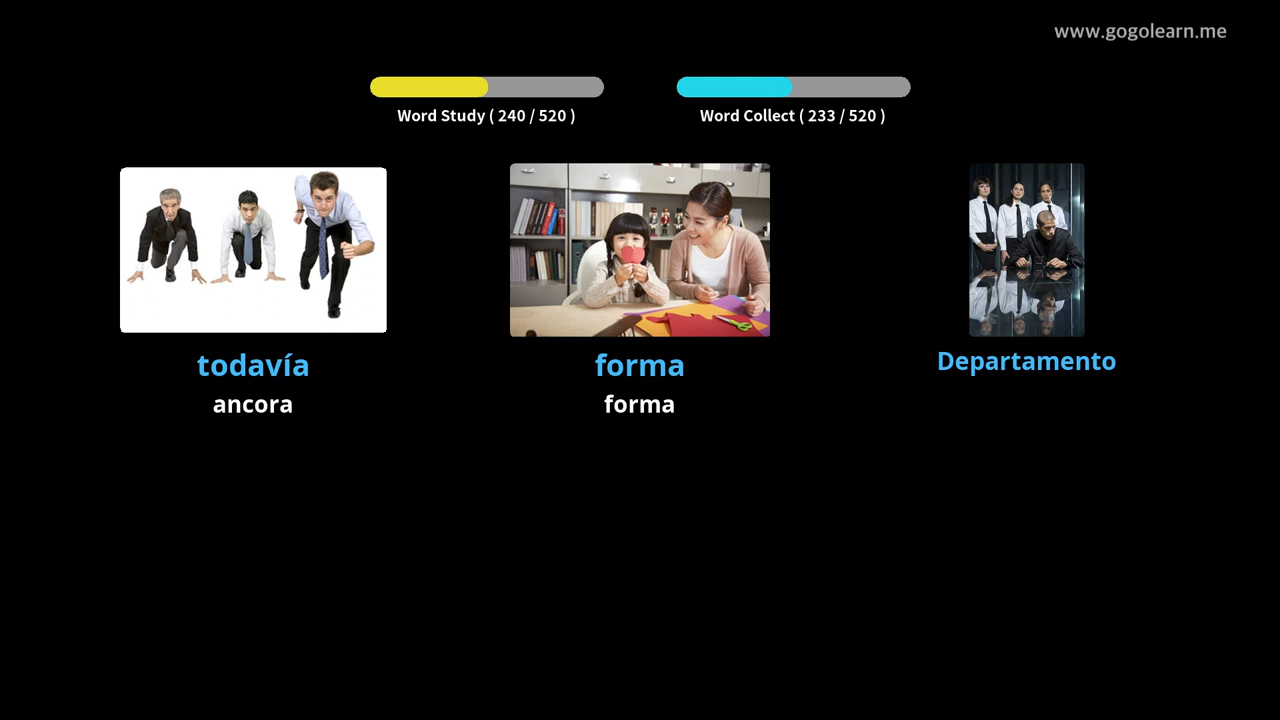 www.gogolearn.me
Word Study ( 240 / 520 )
Word Collect ( 233 / 520 )
todavía
ancora
forma
forma
Departamento